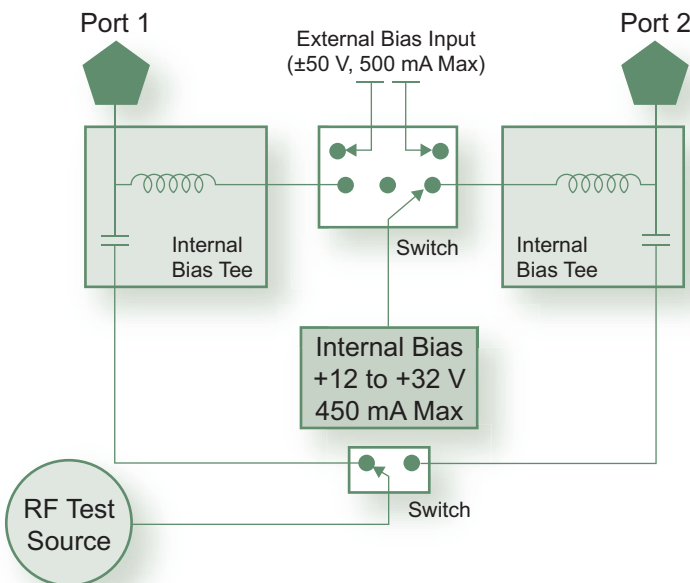 Port 1
External Bias Input
(±50 V, 500 mA Max)
Port 2
Internal
Bias Tee
Switch
Internal
Bias Tee
Internal Bias
+12 to +32 V
450 mA Max
RF Test
Source
Switch